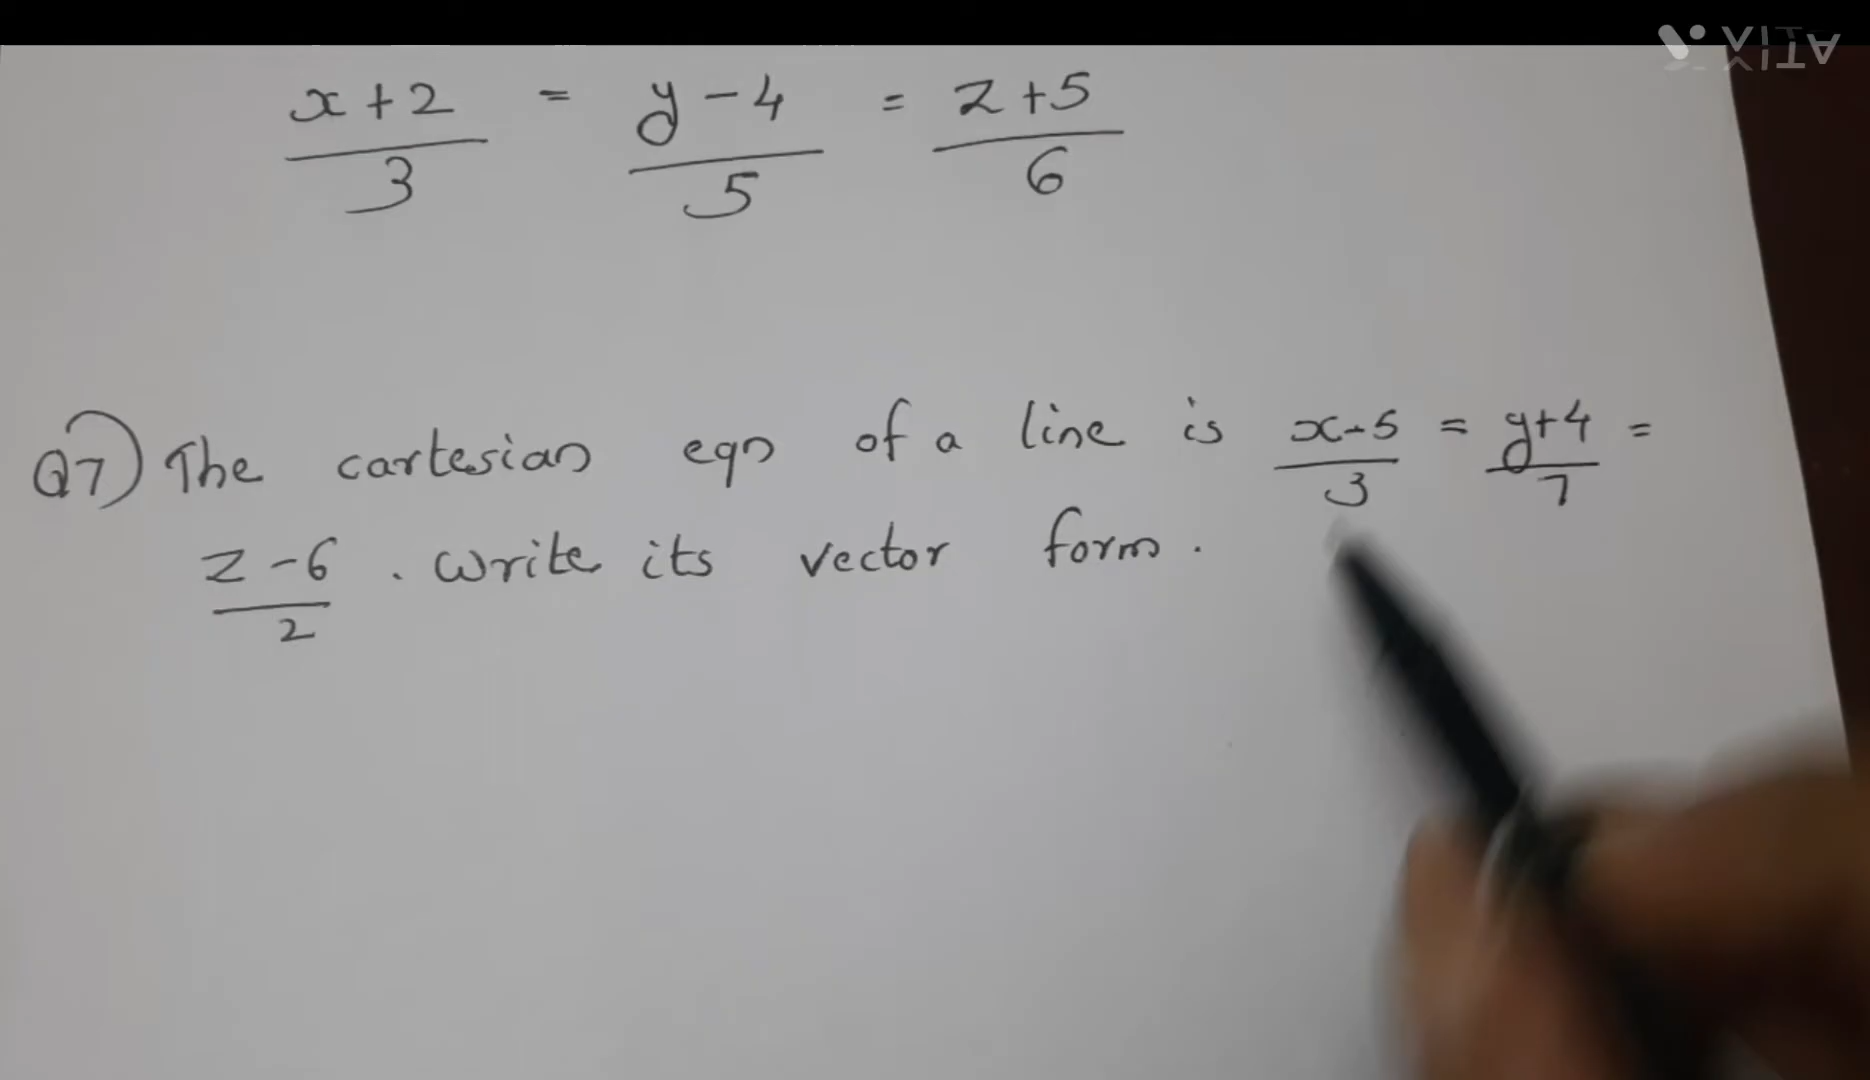 VITA
x+2/3 = y-4/5 = z+5/6
Q7) The cartesian eqn of a line is x-5/3 = y+4/7 =
z-6/2 . Write its vector form.